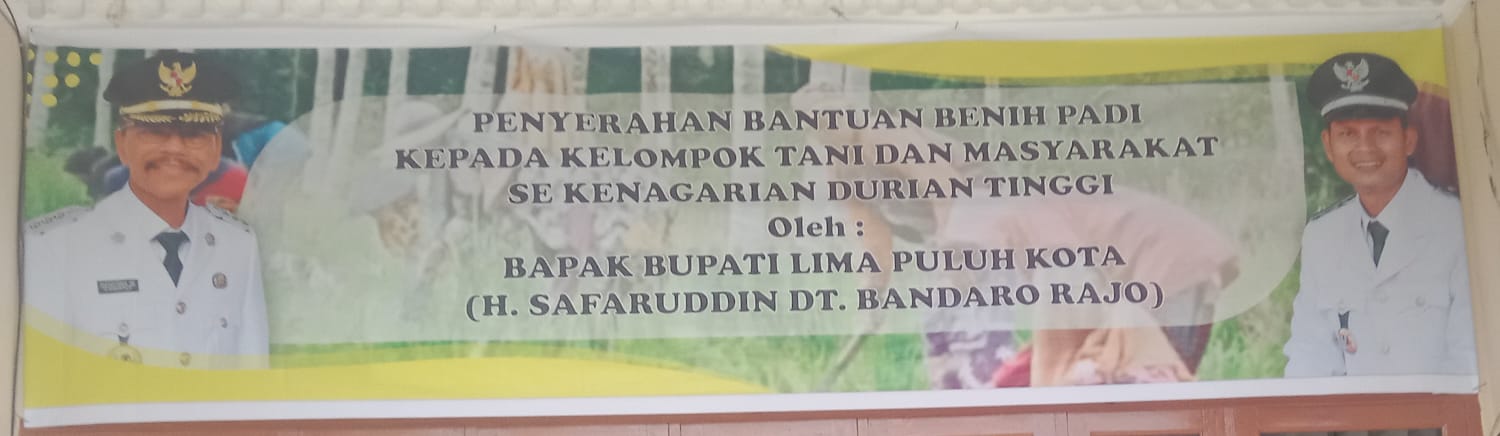 PENYERAHAN BANTUAN BENIH PADI
KEPADA KELOMPOK TANI DAN MASYARAKAT
SE KENAGARIAN DURIAN TINGGI
Oleh :
BAPAK BUPATI LIMA PULUH KOTA
(H. SAFARUDDIN DT. BANDARO RAJO)